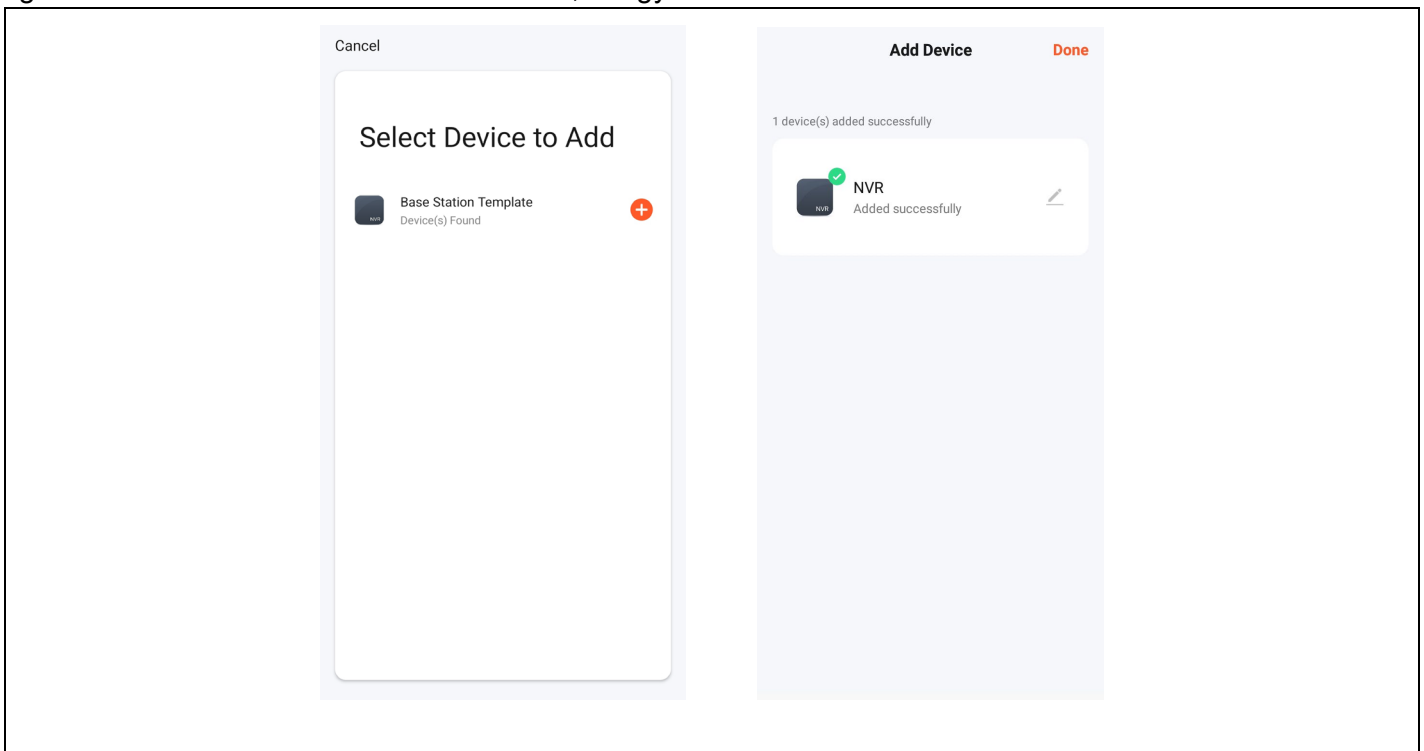 Cancel
Select Device to Add
NVR
Base Station Template
Device(s) Found
Add Device
Done
1 device(s) added successfully
NVR
NVR
Added successfully